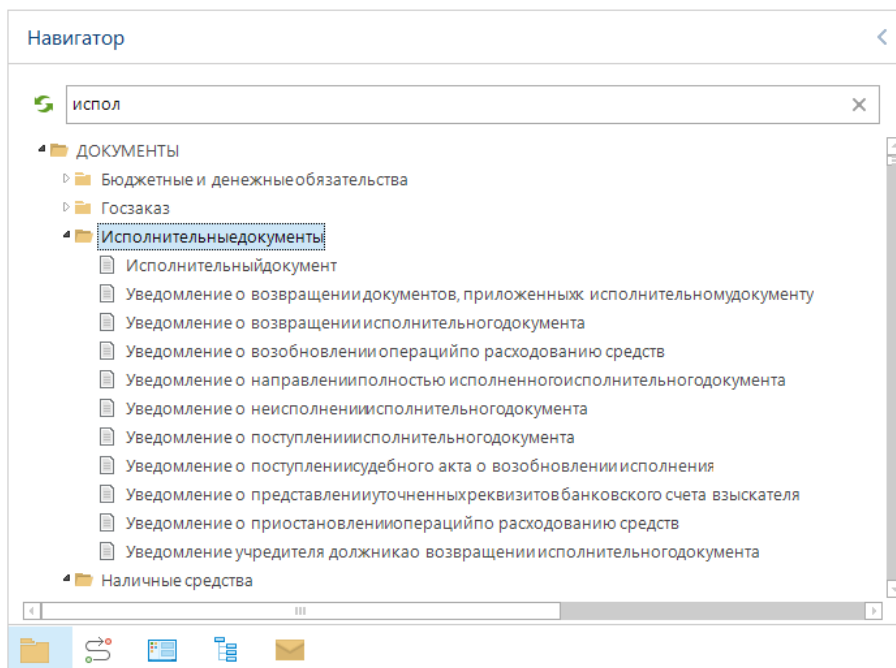 Навигатор
испол
ДОКУМЕНТЫ
Бюджетные и денежные обязательства
Госзаказ
Исполнительные документы
Исполнительный документ
Уведомление о возвращении документов, приложенных к исполнительному документу
Уведомление о возвращении исполнительного документа
Уведомление о возобновлении операций по расходованию средств
Уведомление о направлении полностью исполненного исполнительного документа
Уведомление о неисполнении исполнительного документа
Уведомление о поступлении исполнительного документа
Уведомление о поступлении судебного акта о возобновлении исполнения
Уведомление о представлении уточненных реквизитов банковского счета взыскателя
Уведомление о приостановлении операций по расходованию средств
Уведомление учредителя должника о возвращении исполнительного документа
Наличные средства